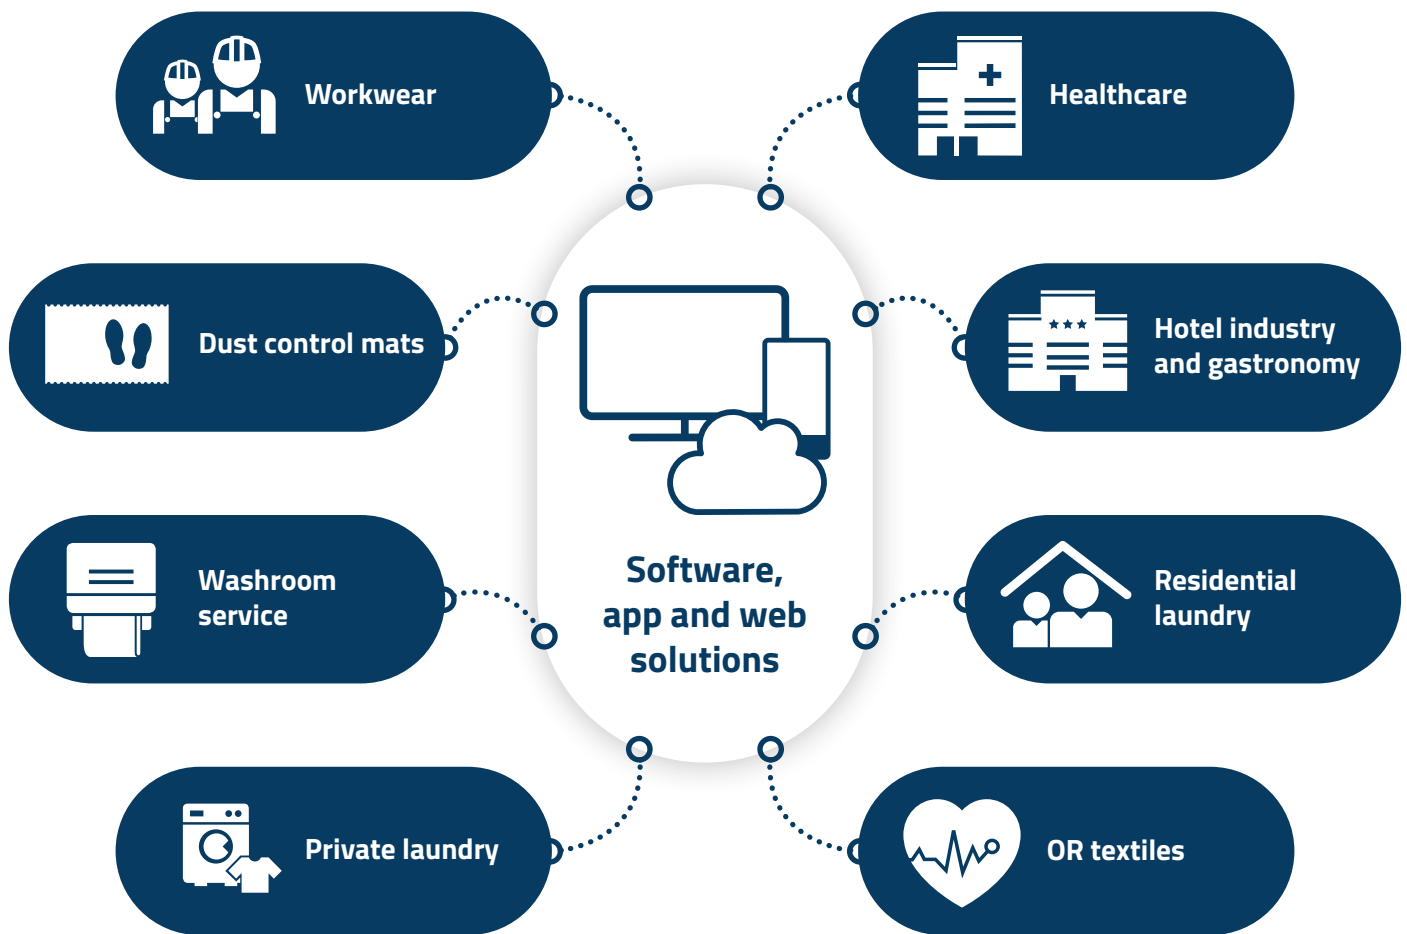 Workwear
Healthcare
Dust control mats
Hotel industry
and gastronomy
Software,
app and web
solutions
Washroom
service
Residential
laundry
Private laundry
OR textiles